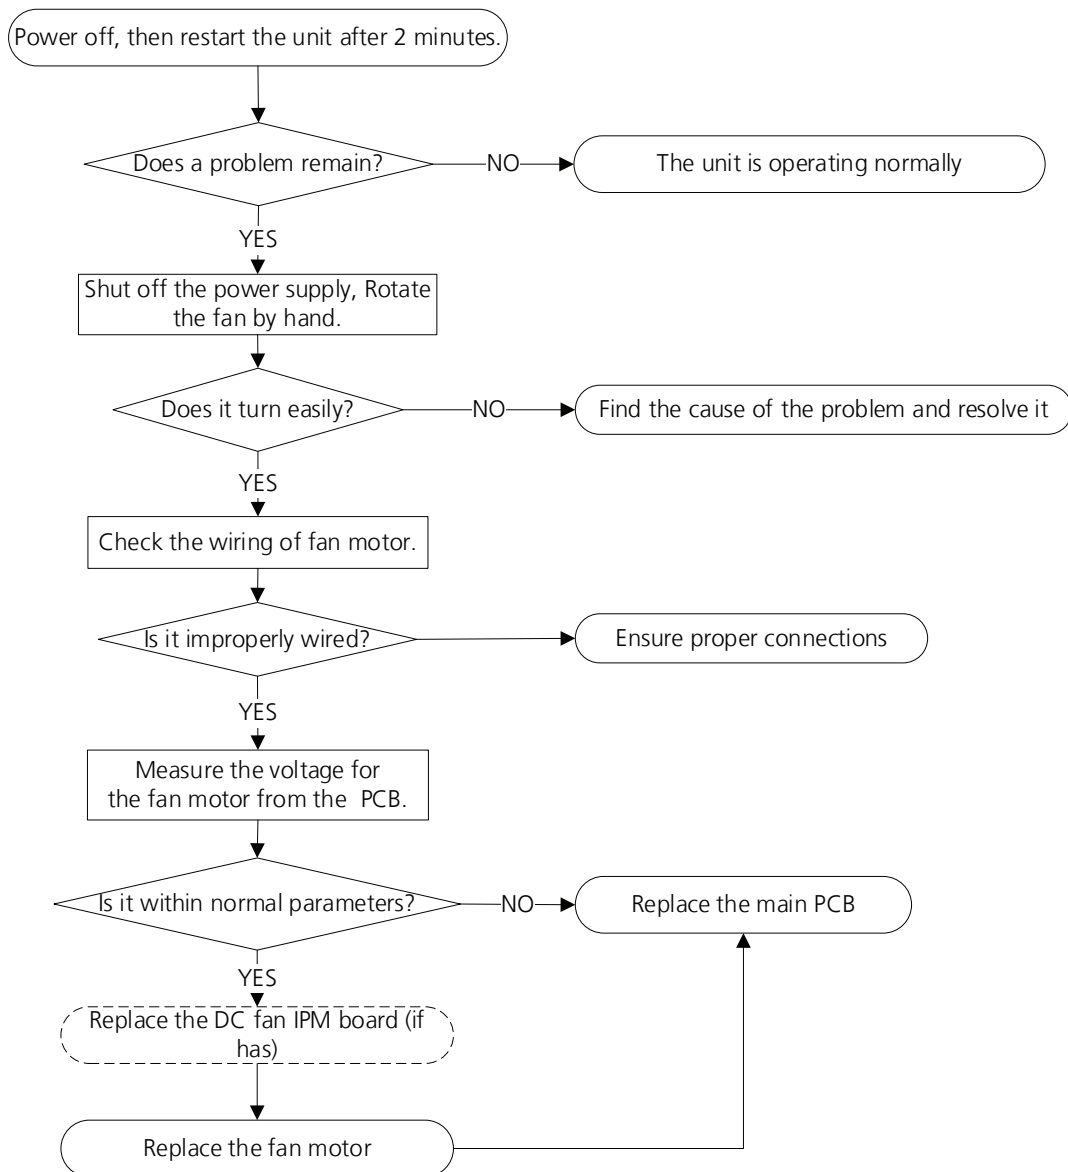 Power off, then restart the unit after 2 minutes.
Does a problem remain?
NO
The unit is operating normally
YES
Shut off the power supply, Rotate
the fan by hand.
Does it turn easily?
NO
Find the cause of the problem and resolve it
YES
Check the wiring of fan motor.
Is it improperly wired?
Ensure proper connections
YES
Measure the voltage for
the fan motor from the PCB.
Is it within normal parameters?
NO
Replace the main PCB
YES
Replace the DC fan IPM board (if
has)
Replace the fan motor